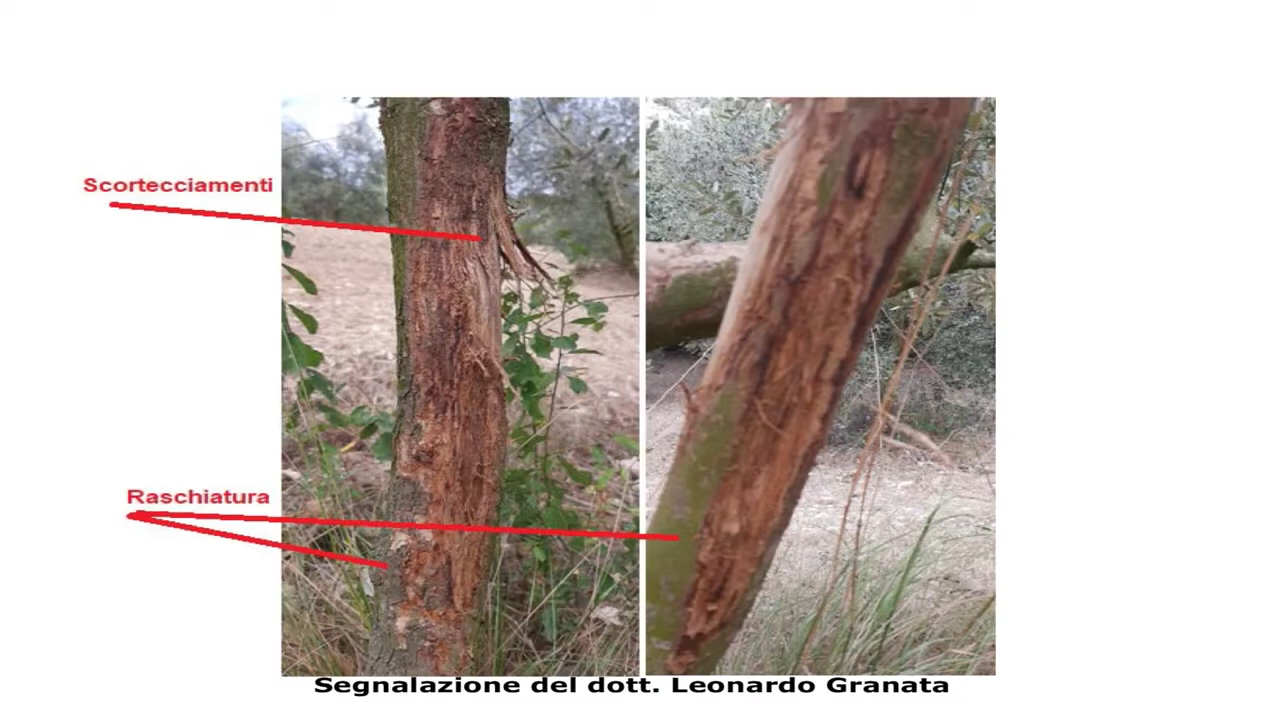 Scortecciamenti
Raschiatura
Segnalazione del dott. Leonardo Granata